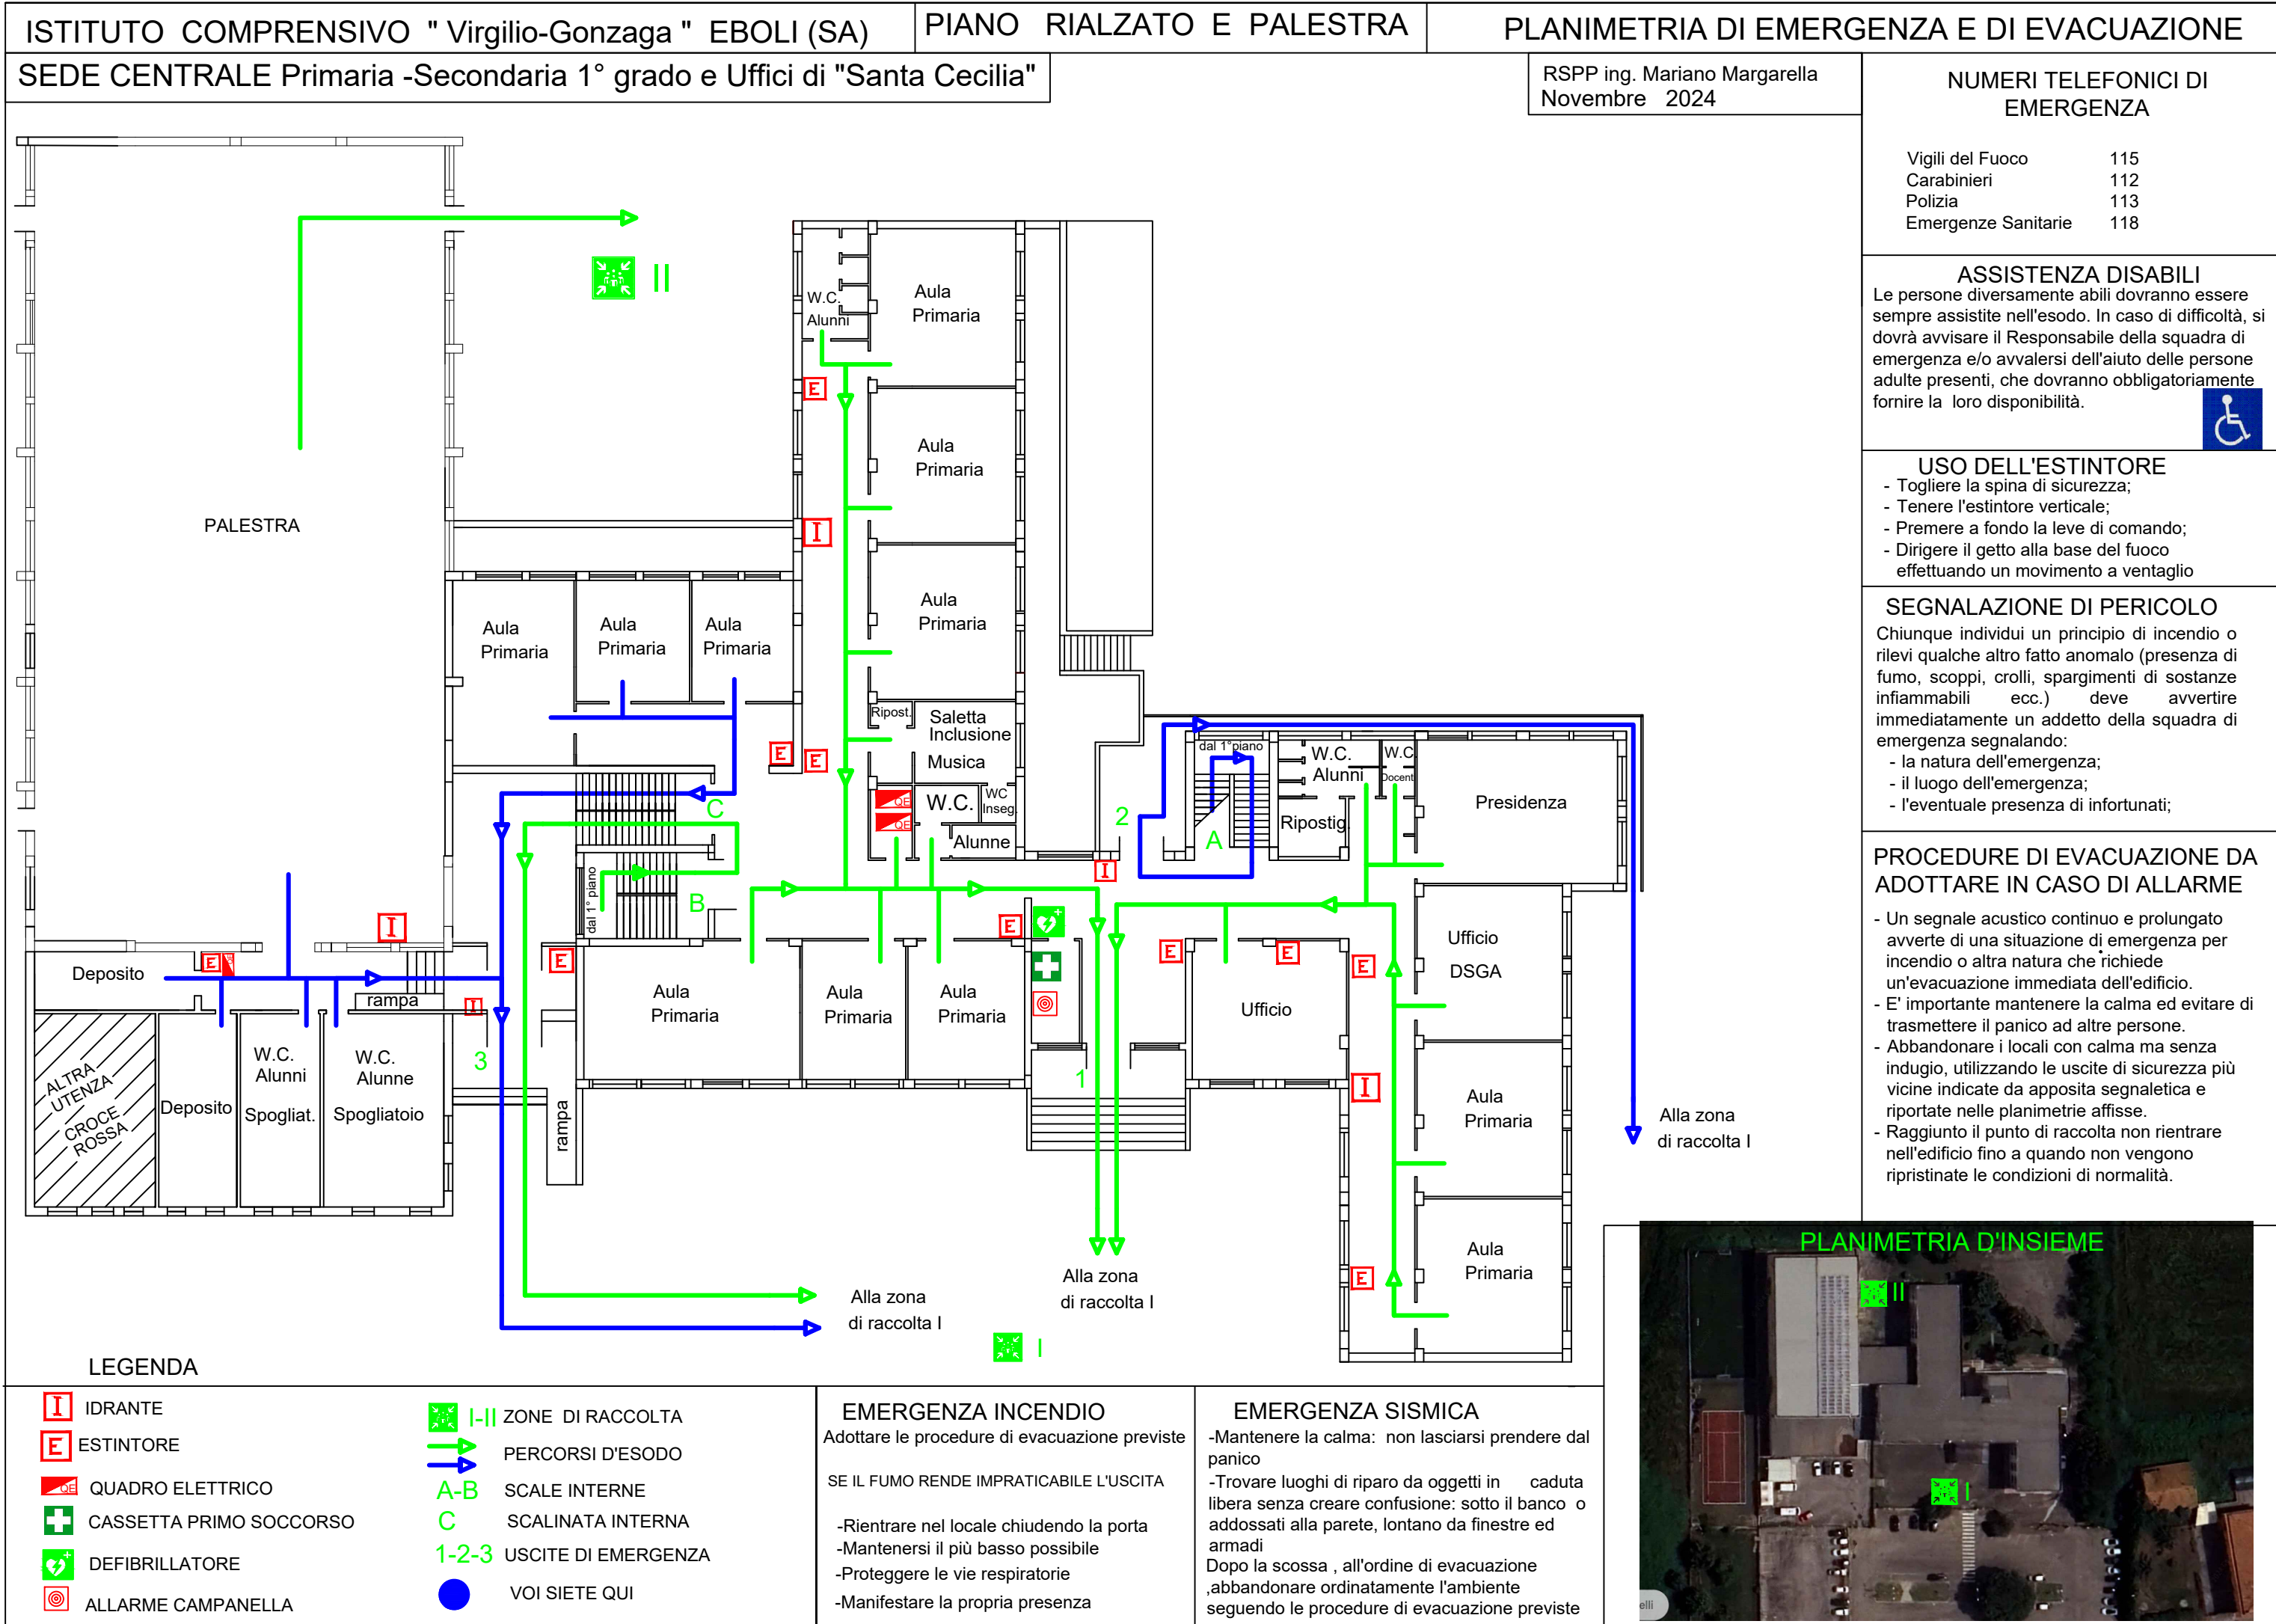 ISTITUTO COMPRENSIVO " Virgilio-Gonzaga " EBOLI (SA)
PIANO RIALZATO E PALESTRA
PLANIMETRIA DI EMERGENZA E DI EVACUAZIONE
SEDE CENTRALE Primaria -Secondaria 1° grado e Uffici di "Santa Cecilia"
RSPP ing. Mariano Margarella
Novembre 2024
NUMERI TELEFONICI DI
EMERGENZA
Vigili del Fuoco 115
Carabinieri 112
Polizia 113
Emergenze Sanitarie 118
ASSISTENZA DISABILI
Le persone diversamente abili dovranno essere
sempre assistite nell'esodo. In caso di difficoltà, si
dovrà avvisare il Responsabile della squadra di
emergenza e/o avvalersi dell'aiuto delle persone
adulte presenti, che dovranno obbligatoriamente
fornire la loro disponibilità.
USO DELL'ESTINTORE
- Togliere la spina di sicurezza;
- Tenere l'estintore verticale;
- Premere a fondo la leve di comando;
- Dirigere il getto alla base del fuoco
effettuando un movimento a ventaglio
SEGNALAZIONE DI PERICOLO
Chiunque individui un principio di incendio o
rilevi qualche altro fatto anomalo (presenza di
fumo, scoppi, crolli, spargimenti di sostanze
infiammabili ecc.) deve avvertire
immediatamente un addetto della squadra di
emergenza segnalando:
- la natura dell'emergenza;
- il luogo dell'emergenza;
- l'eventuale presenza di infortunati;
PROCEDURE DI EVACUAZIONE DA
ADOTTARE IN CASO DI ALLARME
- Un segnale acustico continuo e prolungato
avverte di una situazione di emergenza per
incendio o altra natura che richiede
un'evacuazione immediata dell'edificio.
- E' importante mantenere la calma ed evitare di
trasmettere il panico ad altre persone.
- Abbandonare i locali con calma ma senza
indugio, utilizzando le uscite di sicurezza più
vicine indicate da apposita segnaletica e
riportate nelle planimetrie affisse.
- Raggiunto il punto di raccolta non rientrare
nell'edificio fino a quando non vengono
ripristinate le condizioni di normalità.
II
W.C.
Alunni
Aula
Primaria
E
Aula
Primaria
PALESTRA
I
Aula
Primaria
Aula
Primaria
Aula
Primaria
Aula
Primaria
Ripost.
Saletta
Inclusione
Musica
E
E
QE
QE
W.C.
WC
Inseg.
Alunne
C
B
dal 1° piano
2
I
A
dal 1°piano
W.C.
Alunni
W.C.
Docent
Ripostig.
Presidenza
I
Deposito
E
rampa
I
E
Aula
Primaria
Aula
Primaria
Aula
Primaria
E
E
E
E
Ufficio
Ufficio
DSGA
ALTRA
UTENZA
CROCE
ROSSA
Deposito
W.C.
Alunni
Spogliat.
W.C.
Alunne
Spogliatoio
3
rampa
1
I
Aula
Primaria
Alla zona
di raccolta I
E
Aula
Primaria
Alla zona
di raccolta I
Alla zona
di raccolta I
I
PLANIMETRIA D'INSIEME
II
I
elli
LEGENDA
I IDRANTE
E ESTINTORE
QE QUADRO ELETTRICO
CASSETTA PRIMO SOCCORSO
DEFIBRILLATORE
ALLARME CAMPANELLA
I-II ZONE DI RACCOLTA
PERCORSI D'ESODO
A-B SCALE INTERNE
C SCALINATA INTERNA
1-2-3 USCITE DI EMERGENZA
VOI SIETE QUI
EMERGENZA INCENDIO
Adottare le procedure di evacuazione previste
SE IL FUMO RENDE IMPRATICABILE L'USCITA
-Rientrare nel locale chiudendo la porta
-Mantenersi il più basso possibile
-Proteggere le vie respiratorie
-Manifestare la propria presenza
EMERGENZA SISMICA
-Mantenere la calma: non lasciarsi prendere dal
panico
-Trovare luoghi di riparo da oggetti in caduta
libera senza creare confusione: sotto il banco o
addossati alla parete, lontano da finestre ed
armadi
Dopo la scossa , all'ordine di evacuazione
,abbandonare ordinatamente l'ambiente
seguendo le procedure di evacuazione previste